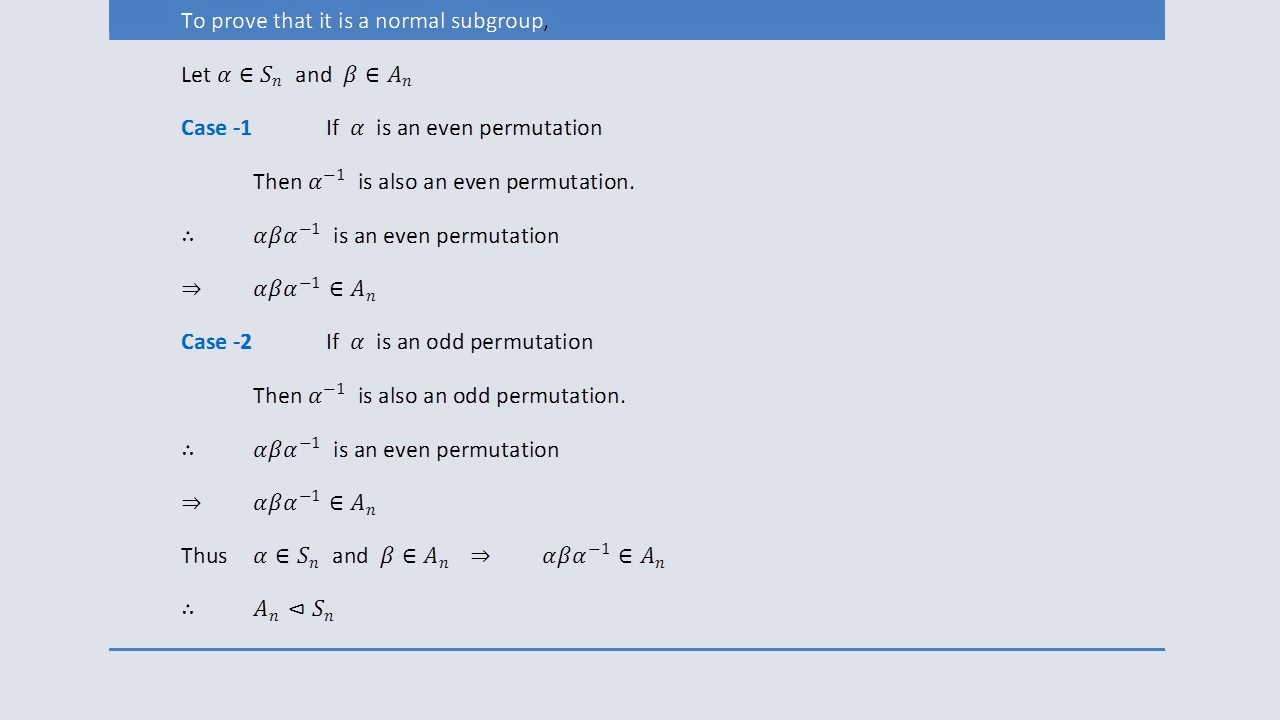 To prove that it is a normal subgroup,
Let α ∈ Sₙ and β ∈ Aₙ
Case -1 If α is an even permutation
Then α⁻¹ is also an even permutation.
∴ αβα⁻¹ is an even permutation
⇒ αβα⁻¹ ∈ Aₙ
Case -2 If α is an odd permutation
Then α⁻¹ is also an odd permutation.
∴ αβα⁻¹ is an even permutation
⇒ αβα⁻¹ ∈ Aₙ
Thus α ∈ Sₙ and β ∈ Aₙ ⇒ αβα⁻¹ ∈ Aₙ
∴ Aₙ ⊲ Sₙ